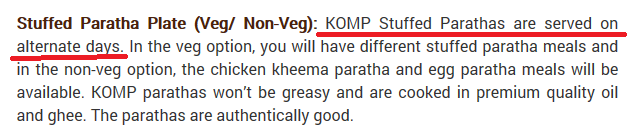 Stuffed Paratha Plate (Veg/ Non-Veg): KOMP Stuffed Parathas are served on
alternate days. In the veg option, you will have different stuffed paratha meals and
in the non-veg option, the chicken kheema paratha and egg paratha meals will be
available. KOMP parathas won't be greasy and are cooked in premium quality oil
and ghee. The parathas are authentically good.